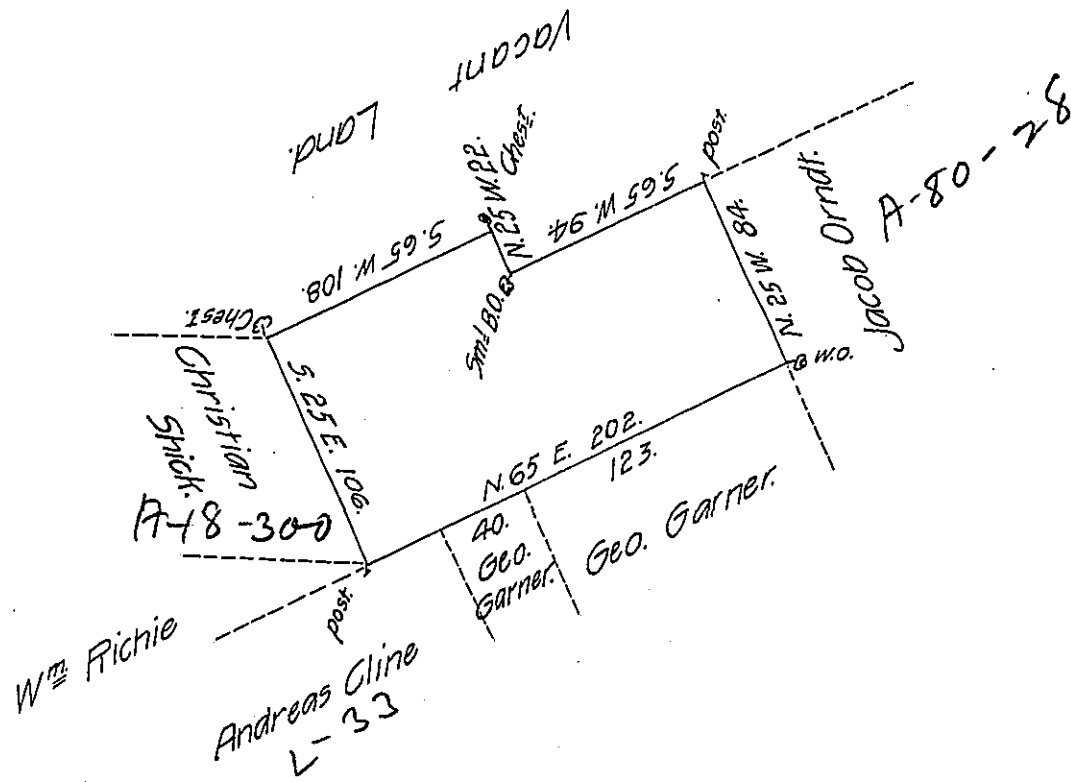 Vacant
Land.
S. 65 W. 108.
N. 25 W. 22.
Chest.
S. 65 W. 94.
post.
Sml. B.O.
N. 25 W. 84.
Jacob Orndt.
A-80-28
W.O.
Chest.
Christian
Shick.
A-18-300
S. 25 E. 106.
N. 65 E. 202.
123.
40.
Geo.
Garner.
Geo. Garner.
post.
Wm. Richie
Andreas Cline
L-33